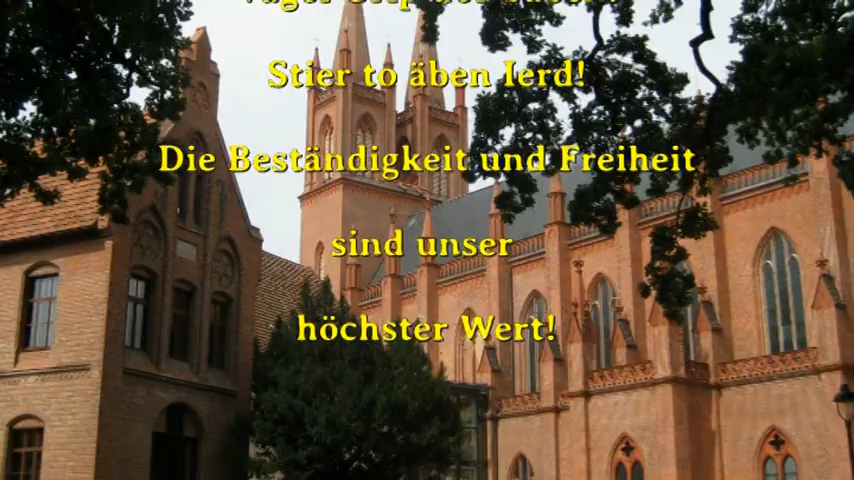 Stier to äben Ierd!
Die Beständigkeit und Freiheit
sind unser
höchster Wert!